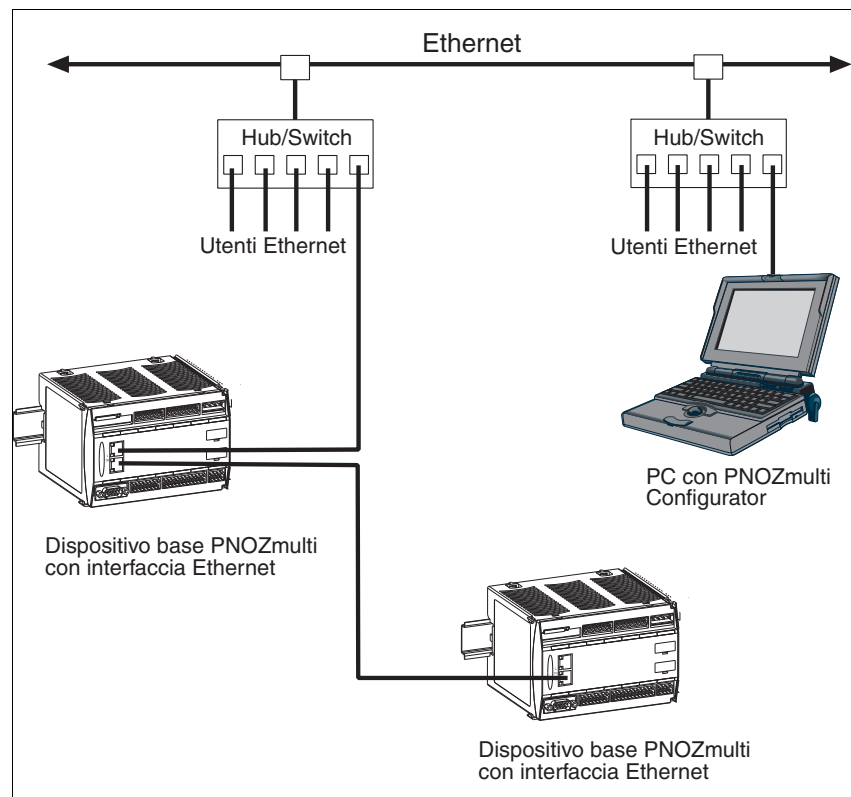 Ethernet
Hub/Switch
Hub/Switch
Utenti Ethernet
Utenti Ethernet
PC con PNOZmulti
Configurator
Dispositivo base PNOZmulti
con interfaccia Ethernet
Dispositivo base PNOZmulti
con interfaccia Ethernet